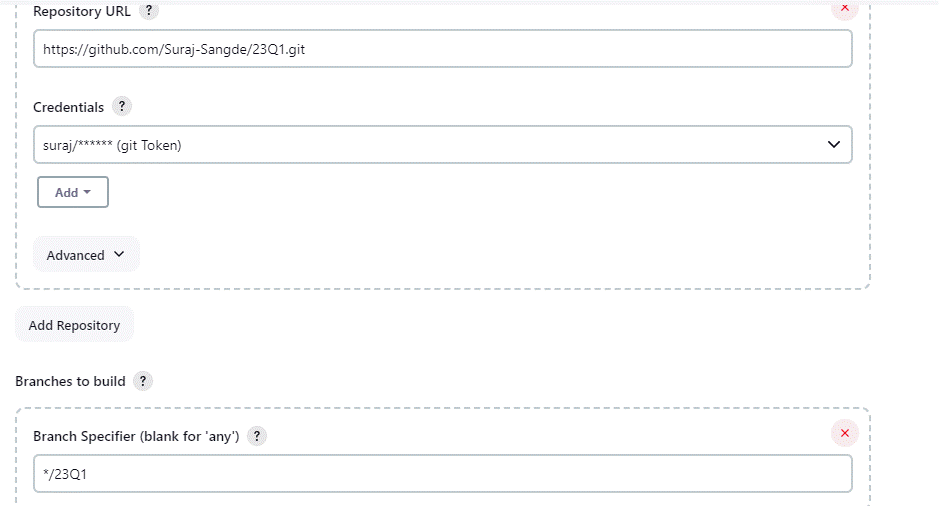 Repository URL ?
https://github.com/Suraj-Sangde/23Q1.git
Credentials ?
suraj/****** (git Token)
Add
Advanced
Add Repository
Branches to build ?
Branch Specifier (blank for 'any') ?
*/23Q1